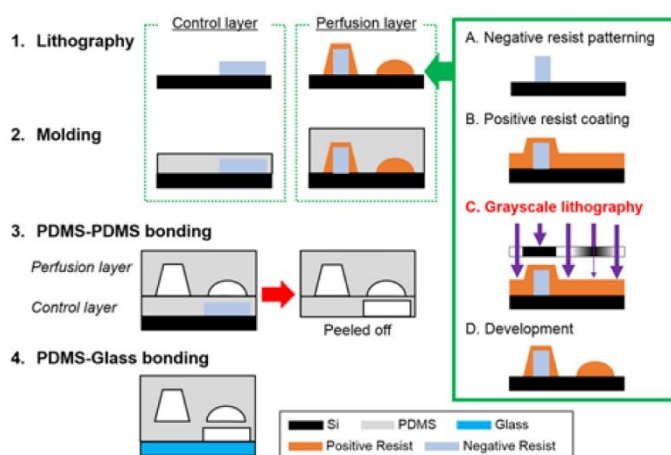 Control layer
Perfusion layer
1. Lithography
2. Molding
3. PDMS-PDMS bonding
Perfusion layer
Control layer
Peeled off
4. PDMS-Glass bonding
A. Negative resist patterning
B. Positive resist coating
C. Grayscale lithography
D. Development
Si
PDMS
Glass
Positive Resist
Negative Resist